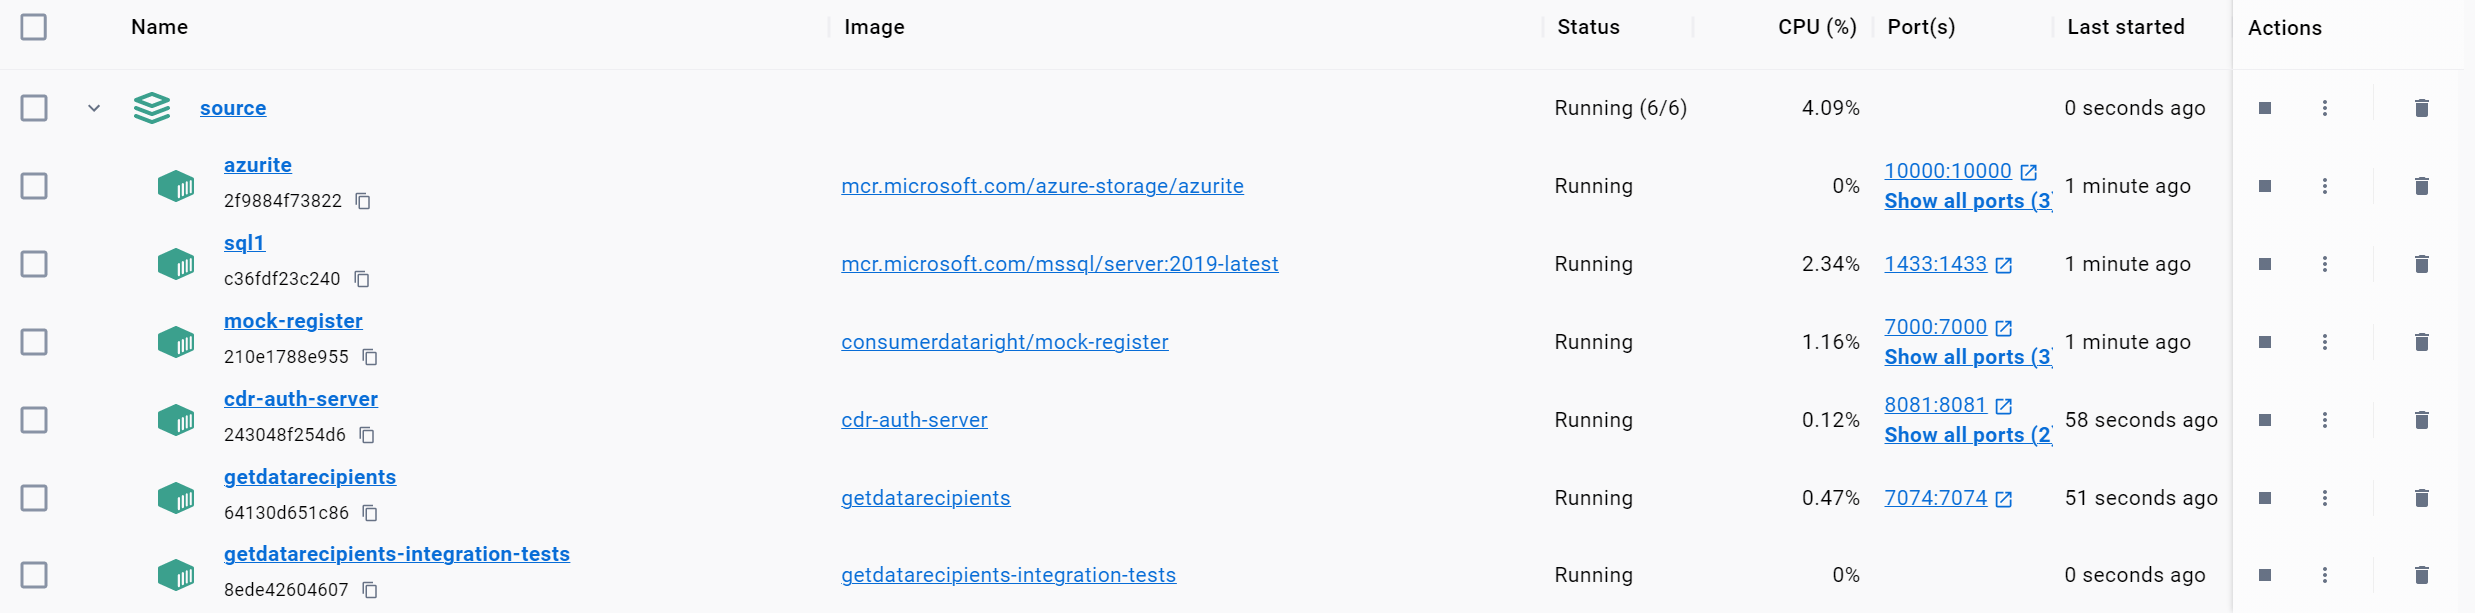 Name Image Status CPU (%) Port(s) Last started Actions
source Running (6/6) 4.09% 0 seconds ago
azurite
2f9884f73822
mcr.microsoft.com/azure-storage/azurite Running 0% 10000:10000
Show all ports (3
1 minute ago
sql1
c36fdf23c240
mcr.microsoft.com/mssql/server:2019-latest Running 2.34% 1433:1433 1 minute ago
mock-register
210e1788e955
consumerdataright/mock-register Running 1.16% 7000:7000
Show all ports (3
1 minute ago
cdr-auth-server
243048f254d6
cdr-auth-server Running 0.12% 8081:8081
Show all ports (2
58 seconds ago
getdatarecipients
64130d651c86
getdatarecipients Running 0.47% 7074:7074 51 seconds ago
getdatarecipients-integration-tests
8ede42604607
getdatarecipients-integration-tests Running 0% 0 seconds ago